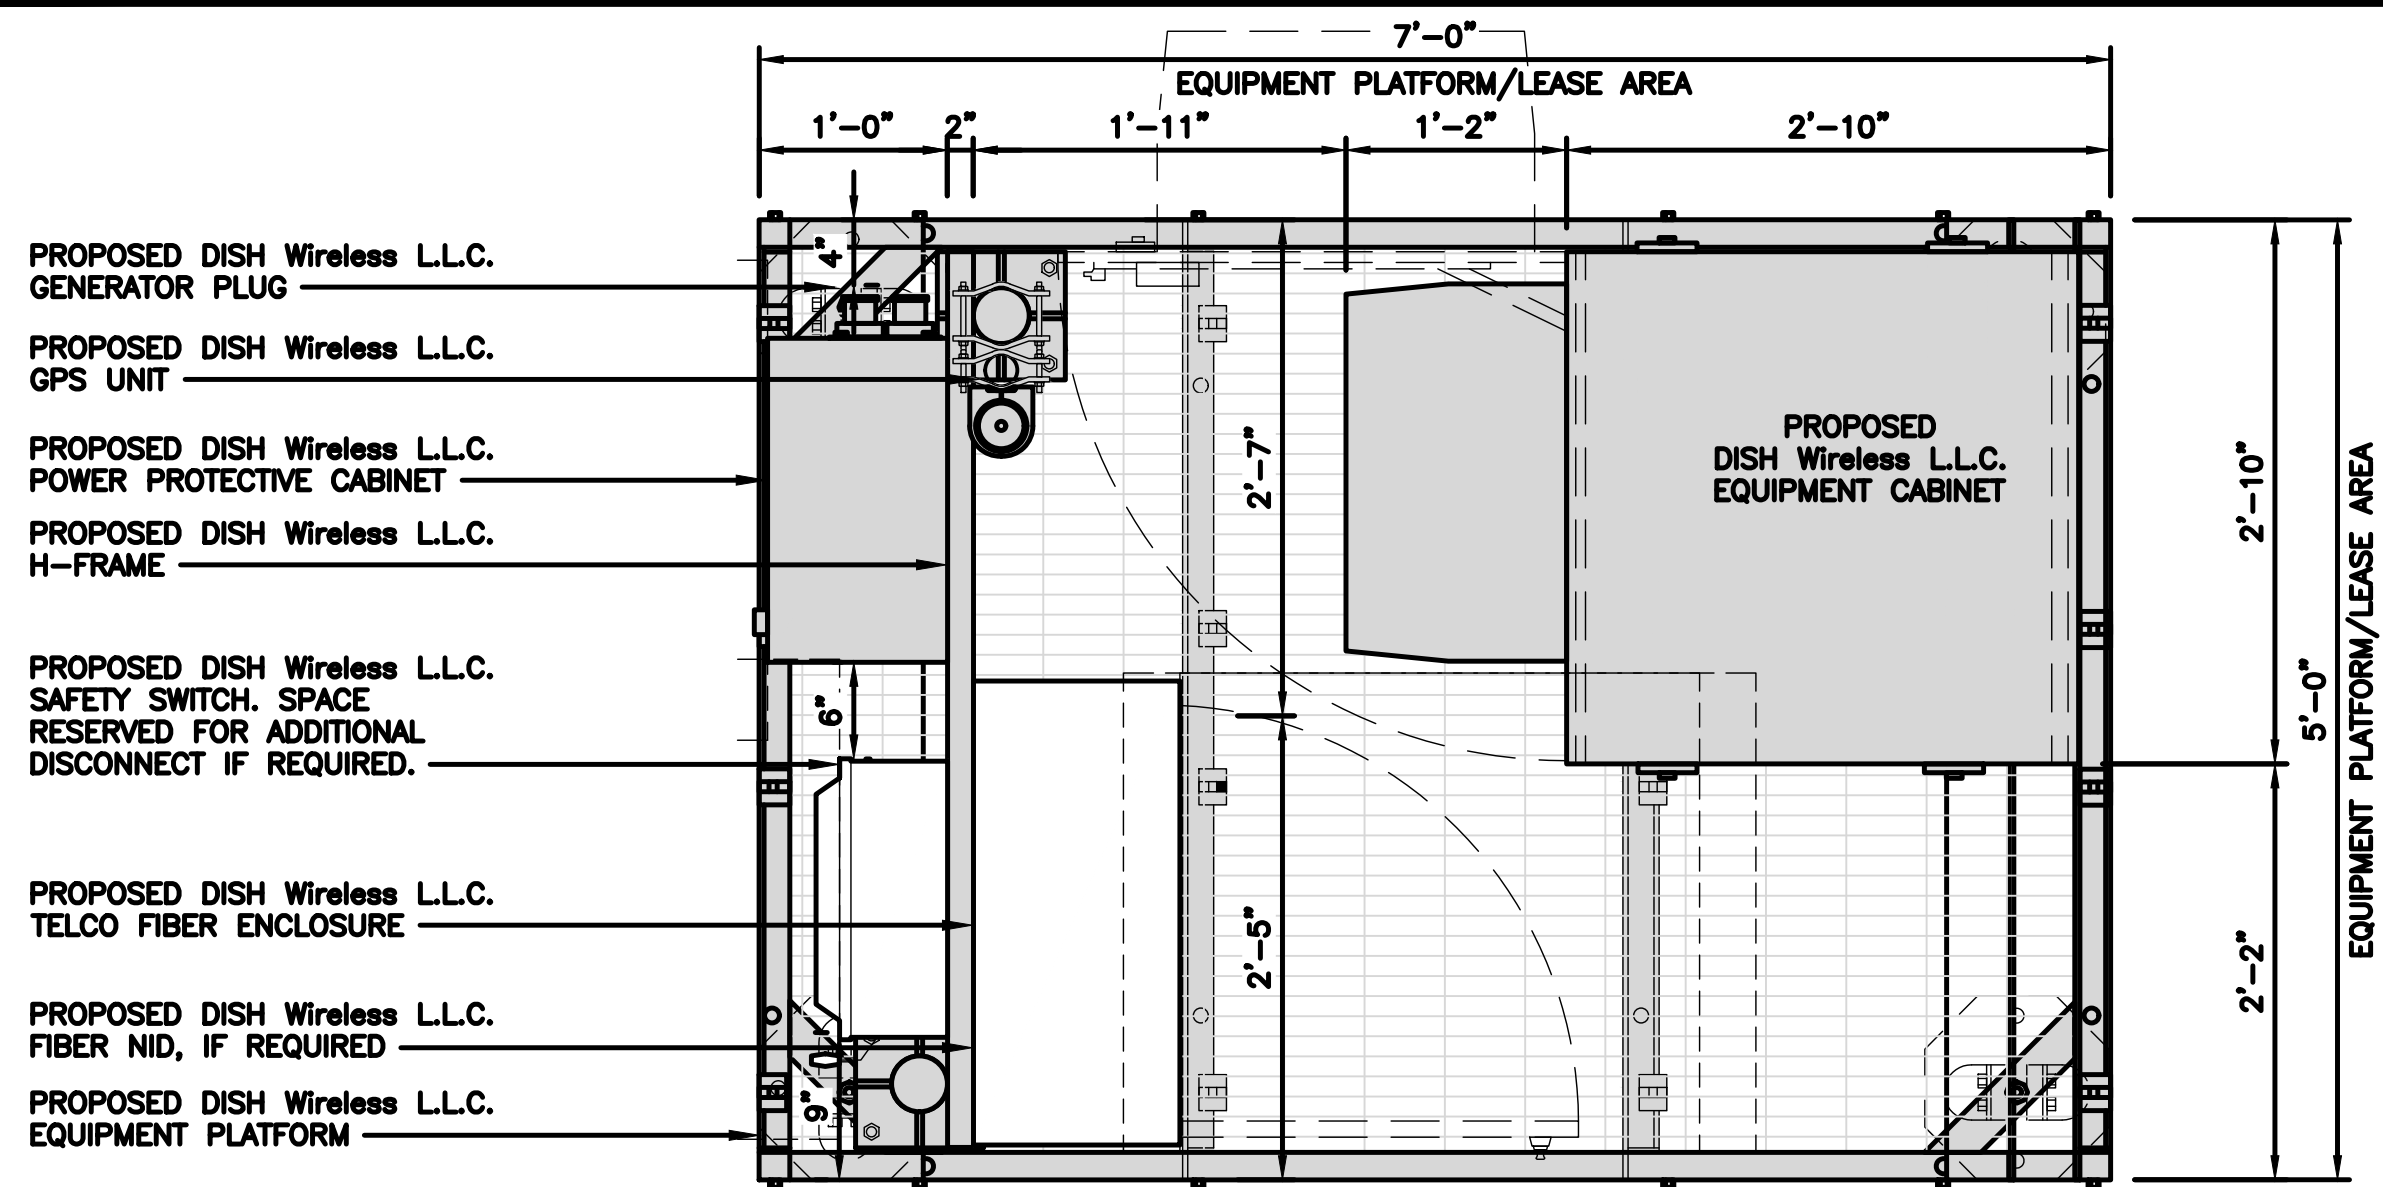 7'-0"
EQUIPMENT PLATFORM/LEASE AREA
1'-0"
2"
1'-11"
1'-2"
2'-10"
PROPOSED DISH Wireless L.L.C.
GENERATOR PLUG
PROPOSED DISH Wireless L.L.C.
GPS UNIT
PROPOSED DISH Wireless L.L.C.
POWER PROTECTIVE CABINET
PROPOSED DISH Wireless L.L.C.
H-FRAME
PROPOSED DISH Wireless L.L.C.
SAFETY SWITCH. SPACE
RESERVED FOR ADDITIONAL
DISCONNECT IF REQUIRED.
PROPOSED DISH Wireless L.L.C.
TELCO FIBER ENCLOSURE
PROPOSED DISH Wireless L.L.C.
FIBER NID, IF REQUIRED
PROPOSED DISH Wireless L.L.C.
EQUIPMENT PLATFORM
4"
6"
9"
2'-7"
2'-5"
PROPOSED
DISH Wireless L.L.C.
EQUIPMENT CABINET
2'-10"
2'-2"
5'-0"
EQUIPMENT PLATFORM/LEASE AREA